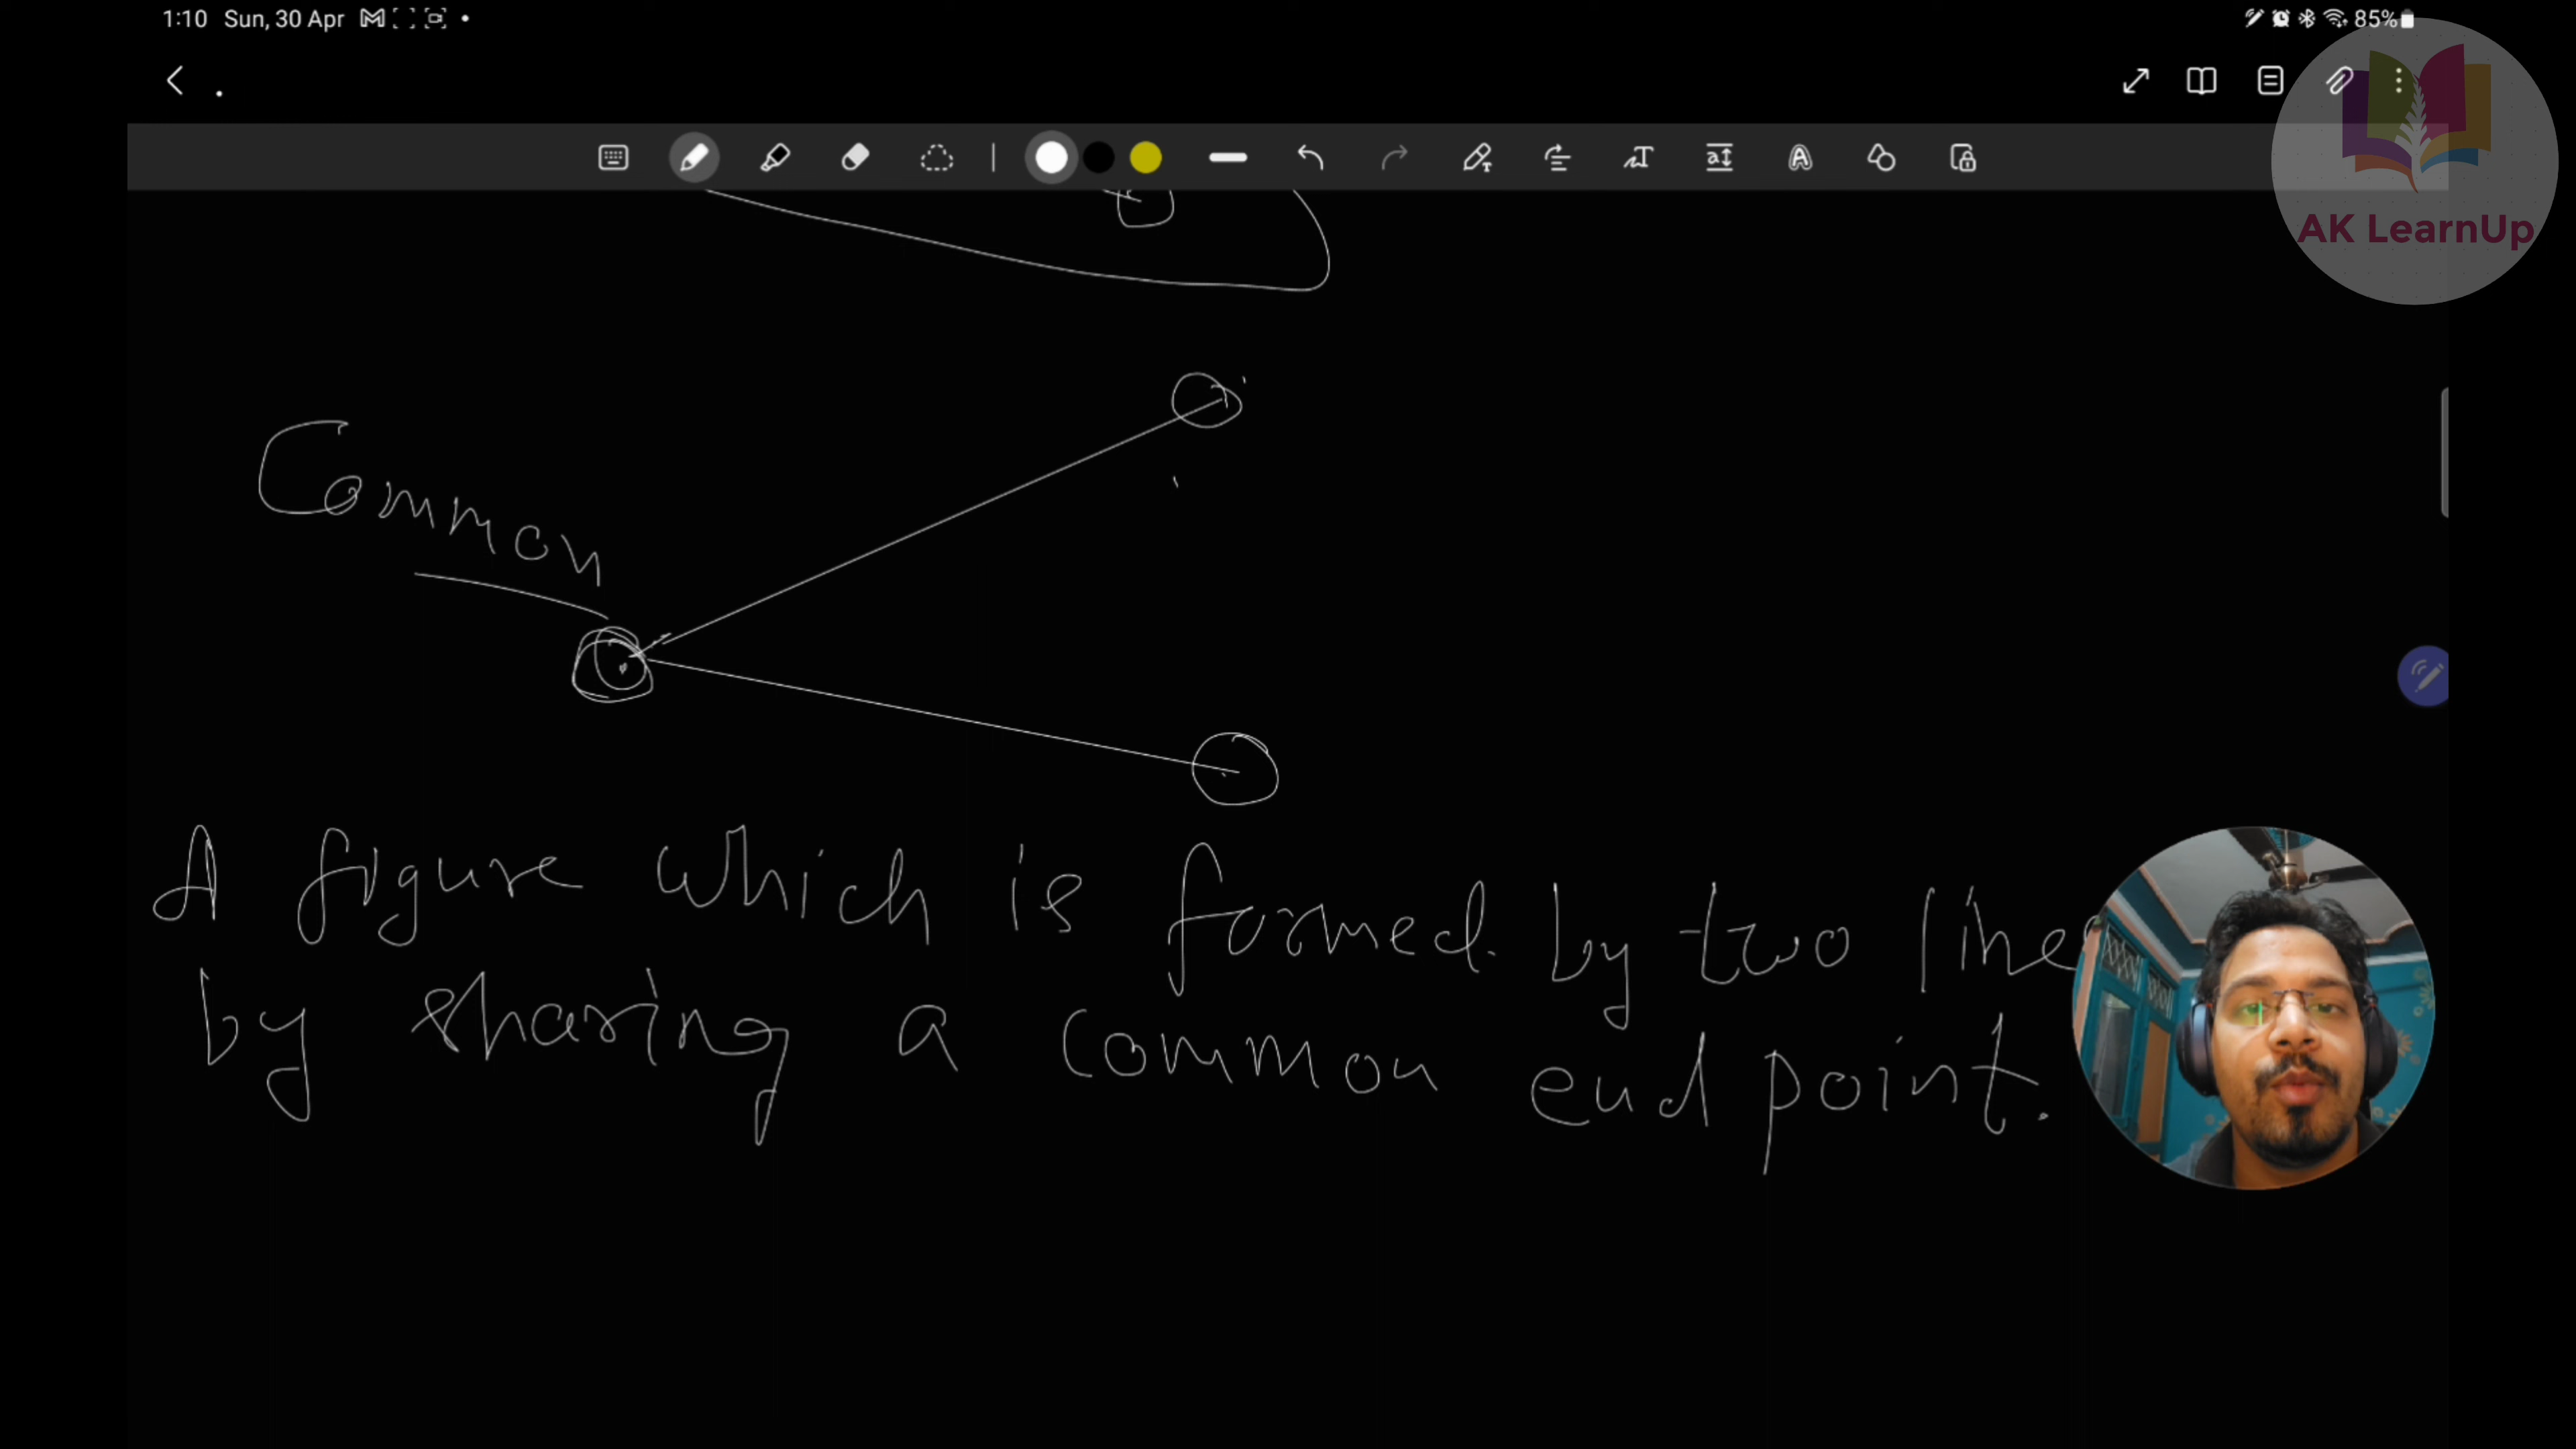 1:10 Sun, 30 Apr
85%
AK LearnUp
Common
A figure which is formed. by two line
by sharing a common end point.